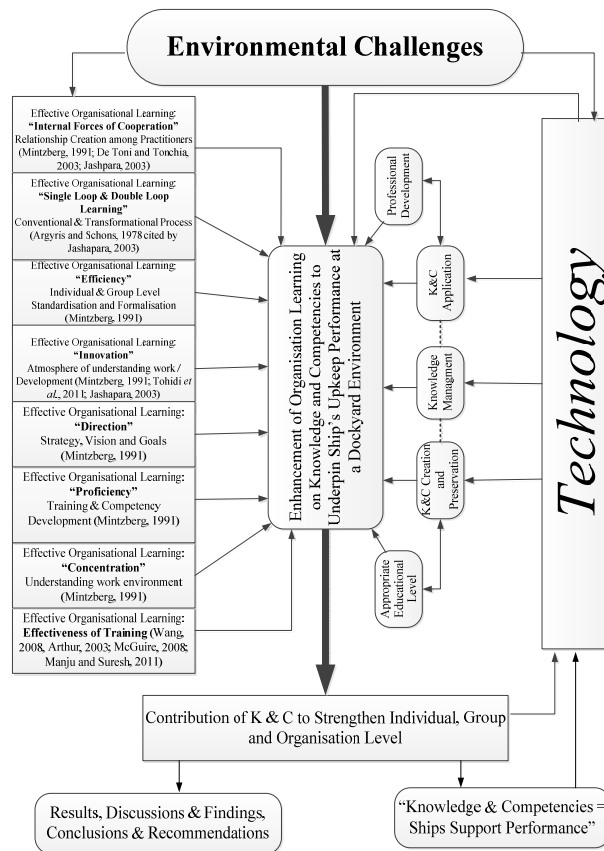 Environmental Challenges
Effective Organisational Learning:
“Internal Forces of Cooperation”
Relationship Creation among Practitioners
(Mintzberg, 1991; De Toni and Tonchia,
2003; Jashpara, 2003)
Effective Organisational Learning:
“Single Loop & Double Loop
Learning”
Conventional & Transformational Process
(Argyris and Schons, 1978 cited by
Jashapara, 2003)
Effective Organisational Learning:
“Efficiency”
Individual & Group Level
Standardisation and Formalisation
(Mintzberg, 1991)
Effective Organisational Learning:
“Innovation”
Atmosphere of understanding work /
Development (Mintzberg, 1991; Tohidi et
al., 2011; Jashapara, 2003)
Effective Organisational Learning:
“Direction”
Strategy, Vision and Goals
(Mintzberg, 1991)
Effective Organisational Learning:
“Proficiency”
Training & Competency
Development (Mintzberg, 1991)
Effective Organisational Learning:
“Concentration”
Understanding work environment
(Mintzberg, 1991)
Effective Organisational Learning:
Effectiveness of Training (Wang,
2008, Arthur, 2003; McGuire, 2008;
Manju and Suresh, 2011)
Enhancement of Organisation Learning
on Knowledge and Competencies to
Underpin Ship’s Upkeep Performance at
a Dockyard Environment
Professional
Development
K&C
Application
Knowledge
Managment
K&C Creation
and
Preservation
Appropriate
Educational
Level
Technology
Contribution of K & C to Strengthen Individual, Group
and Organisation Level
Results, Discussions & Findings,
Conclusions & Recommendations
“Knowledge & Competencies =
Ships Support Performance”